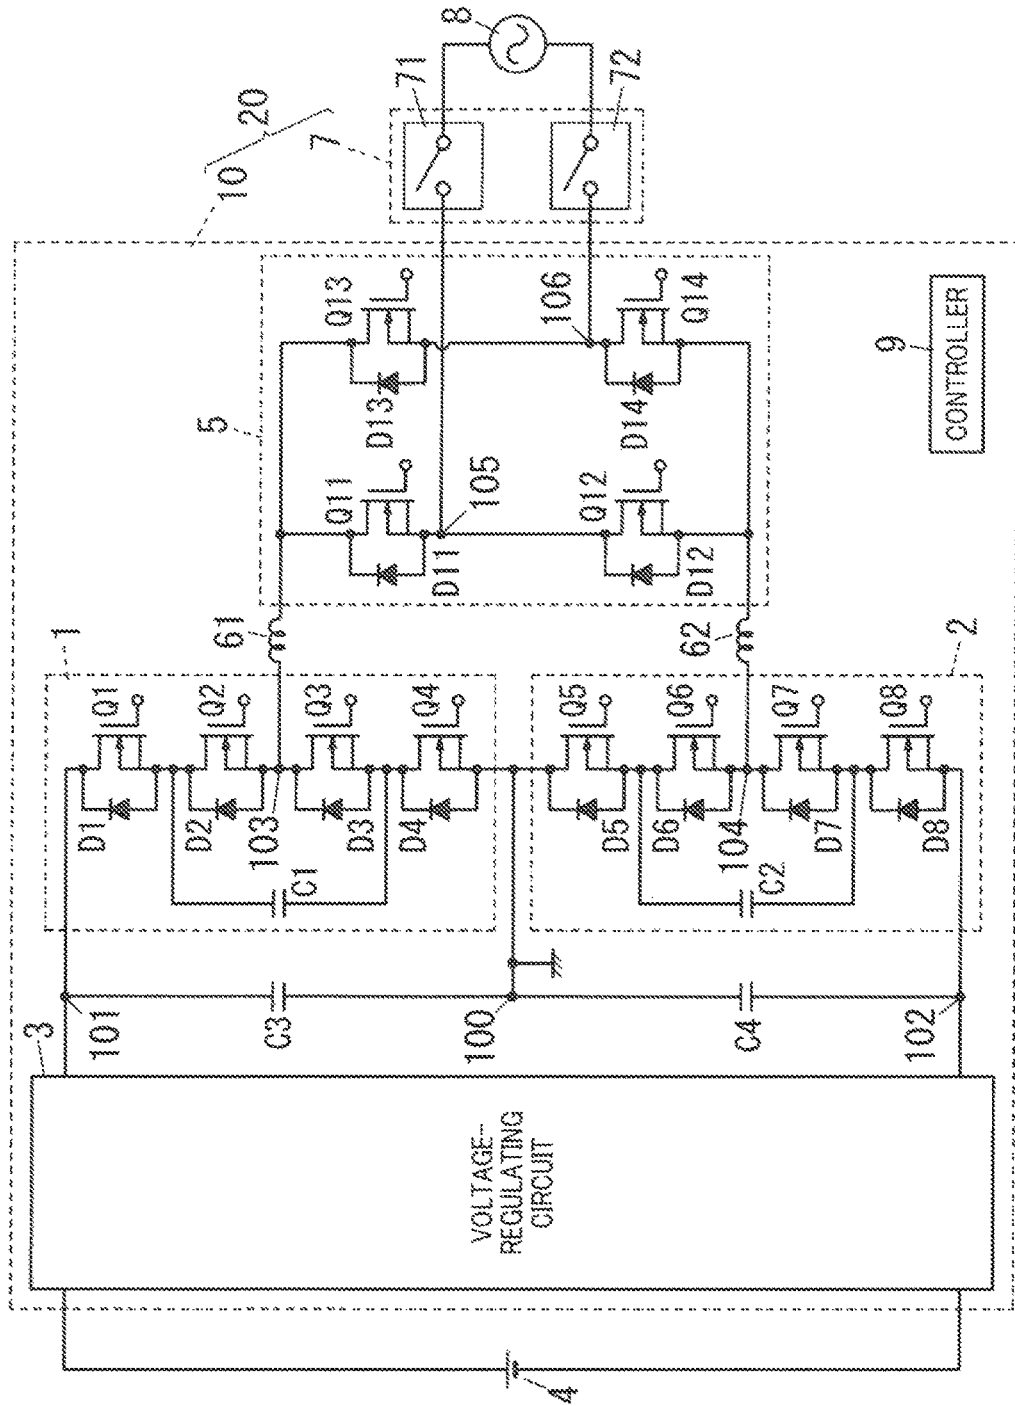 8
71
72
20
7
10
Q13
D13
106
Q14
D14
9
CONTROLLER
5
Q11
D11
105
Q12
D12
61
62
1
2
Q1
Q2
Q3
Q4
Q5
Q6
Q7
Q8
D1
D2
103
D3
D4
D5
D6
104
D7
D8
C1
C2
101
C3
100
C4
102
3
VOLTAGE-
REGULATING
CIRCUIT
4